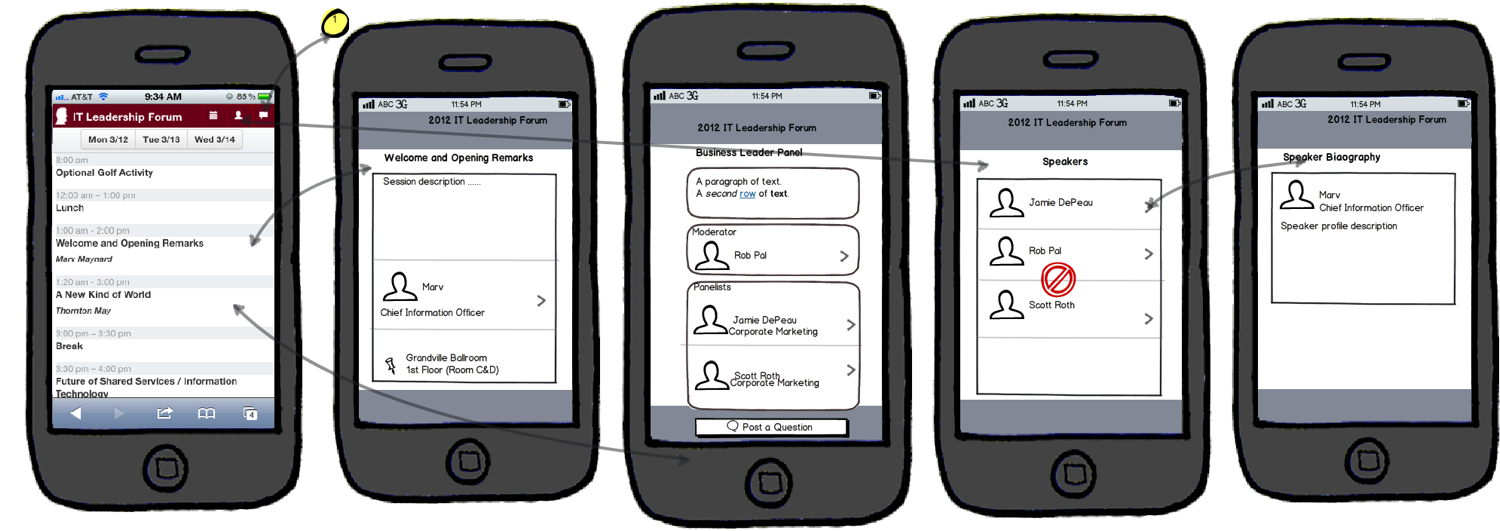 1
AT&T 9:34 AM 85%
IT Leadership Forum
Mon 3/12 Tue 3/13 Wed 3/14
8:00 am
Optional Golf Activity
12:00 am – 1:00 pm
Lunch
1:00 am - 2:00 pm
Welcome and Opening Remarks
Marv Maynard
1:20 am - 3:00 pm
A New Kind of World
Thornton May
3:00 pm – 3:30 pm
Break
3:30 pm – 4:00 pm
Future of Shared Services / Information
Technology
4
ABC 3G 11:54 PM
2012 IT Leadership Forum
Welcome and Opening Remarks
Session description ......
Marv
Chief Information Officer
Grandville Ballroom
1st Floor (Room C&D)
ABC 3G 11:54 PM
2012 IT Leadership Forum
Business Leader Panel
A paragraph of text.
A second row of text.
Moderator
Rob Pal
Panelists
Jamie DePeau
Corporate Marketing
Scott Roth
Corporate Marketing
Post a Question
ABC 3G 11:54 PM
2012 IT Leadership Forum
Speakers
Jamie DePeau
Rob Pal
Scott Roth
ABC 3G 11:54 PM
2012 IT Leadership Forum
Speaker Biaography
Marv
Chief Information Officer
Speaker profile description